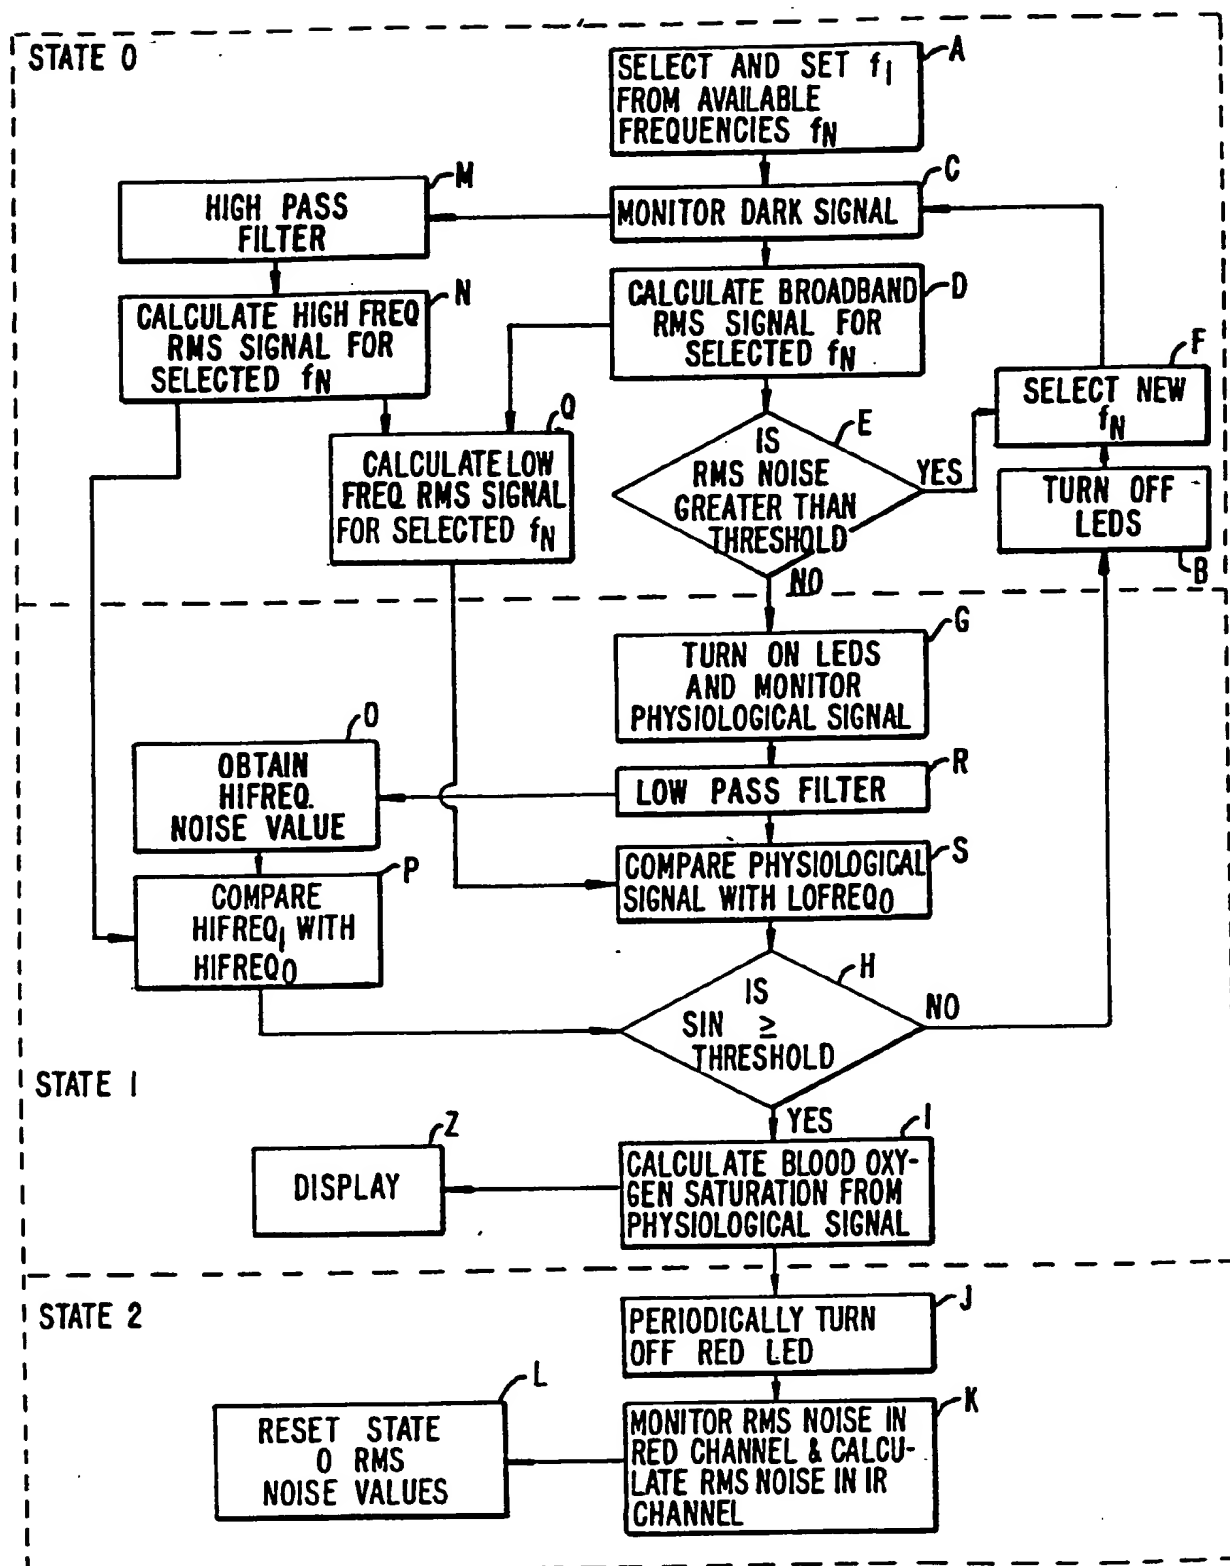 STATE 0
A
SELECT AND SET f1
FROM AVAILABLE
FREQUENCIES fN
M
HIGH PASS
FILTER
C
MONITOR DARK SIGNAL
N
CALCULATE HIGH FREQ
RMS SIGNAL FOR
SELECTED fN
D
CALCULATE BROADBAND
RMS SIGNAL FOR
SELECTED fN
F
SELECT NEW
fN
Q
CALCULATE LOW
FREQ RMS SIGNAL
FOR SELECTED fN
E
IS
RMS NOISE
GREATER THAN
THRESHOLD
YES
NO
TURN OFF
LEDS
B
G
TURN ON LEDS
AND MONITOR
PHYSIOLOGICAL SIGNAL
O
OBTAIN
HIFREQ.
NOISE VALUE
R
LOW PASS FILTER
P
COMPARE
HIFREQ1 WITH
HIFREQ0
S
COMPARE PHYSIOLOGICAL
SIGNAL WITH LOFREQ0
H
IS
SIN ≥
THRESHOLD
NO
YES
STATE 1
Z
DISPLAY
I
CALCULATE BLOOD OXY-
GEN SATURATION FROM
PHYSIOLOGICAL SIGNAL
STATE 2
J
PERIODICALLY TURN
OFF RED LED
L
RESET STATE
0 RMS
NOISE VALUES
K
MONITOR RMS NOISE IN
RED CHANNEL & CALCU-
LATE RMS NOISE IN IR
CHANNEL